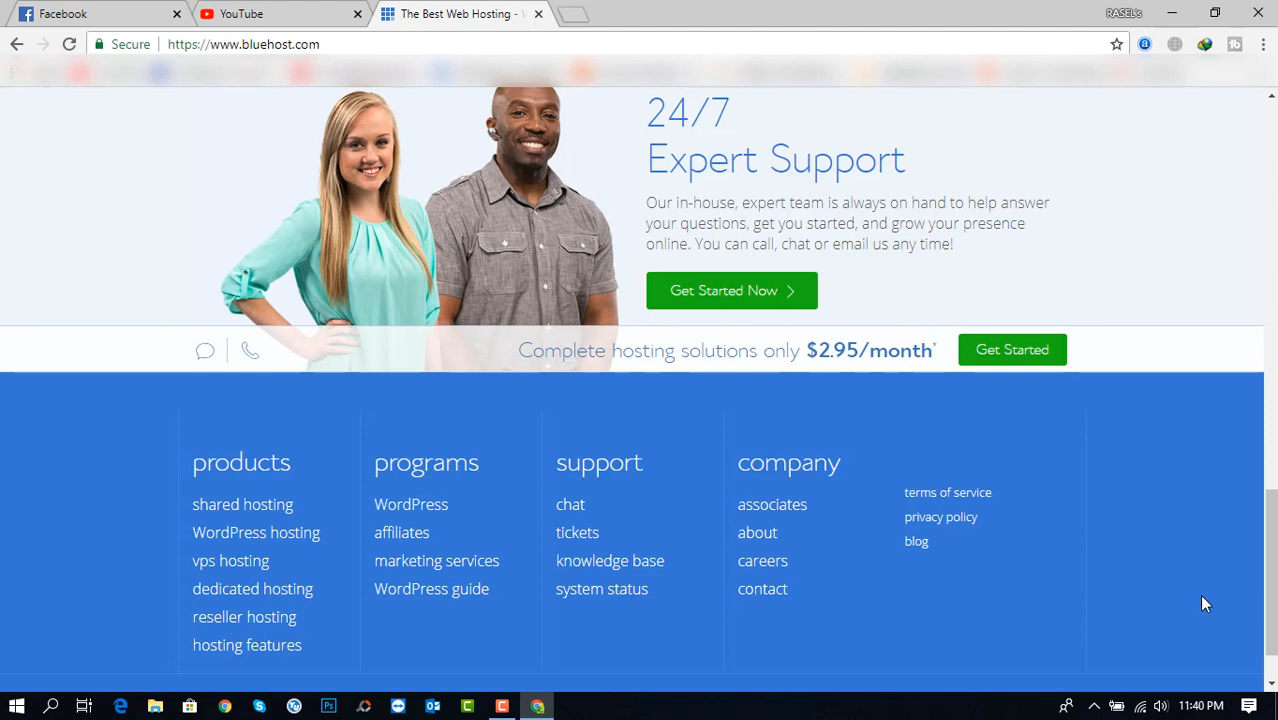 Facebook
YouTube
The Best Web Hosting -
RASEL's
Secure
https://www.bluehost.com
24/7
Expert Support
Our in-house, expert team is always on hand to help answer
your questions, get you started, and grow your presence
online. You can call, chat or email us any time!
Get Started Now
Complete hosting solutions only $2.95/month*
Get Started
products
shared hosting
WordPress hosting
vps hosting
dedicated hosting
reseller hosting
hosting features
programs
WordPress
affiliates
marketing services
WordPress guide
support
chat
tickets
knowledge base
system status
company
associates
about
careers
contact
terms of service
privacy policy
blog
11:40 PM